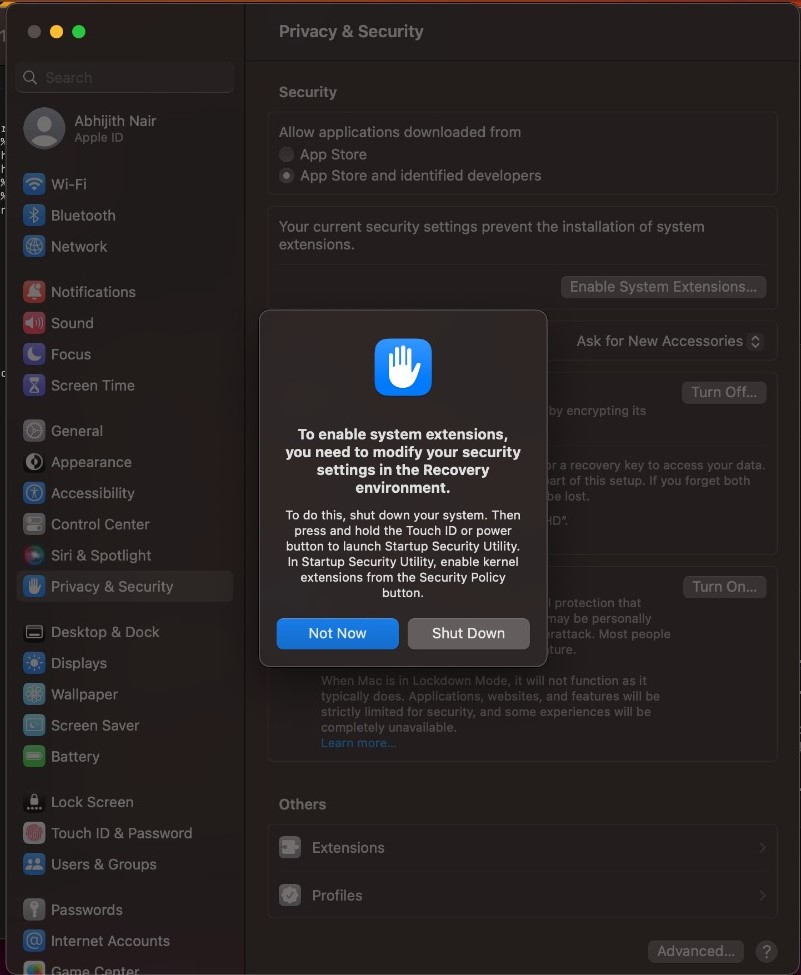 Privacy & Security
Search
Abhijith Nair
Apple ID
Wi-Fi
Bluetooth
Network
Notifications
Sound
Focus
Screen Time
General
Appearance
Accessibility
Control Center
Siri & Spotlight
Privacy & Security
Desktop & Dock
Displays
Wallpaper
Screen Saver
Battery
Lock Screen
Touch ID & Password
Users & Groups
Passwords
Internet Accounts
Game Center
Security
Allow applications downloaded from
App Store
App Store and identified developers
Your current security settings prevent the installation of system
extensions.
Enable System Extensions...
Ask for New Accessories
Turn Off...
by encrypting its
or a recovery key to access your data.
art of this setup. If you forget both
be lost.
HD”.
Turn On...
l protection that
may be personally
erattack. Most people
ture.
When Mac is in Lockdown Mode, it will not function as it
typically does. Applications, websites, and features will be
strictly limited for security, and some experiences will be
completely unavailable.
Learn more...
Others
Extensions
Profiles
Advanced...
?
To enable system extensions,
you need to modify your security
settings in the Recovery
environment.
To do this, shut down your system. Then
press and hold the Touch ID or power
button to launch Startup Security Utility.
In Startup Security Utility, enable kernel
extensions from the Security Policy
button.
Not Now
Shut Down